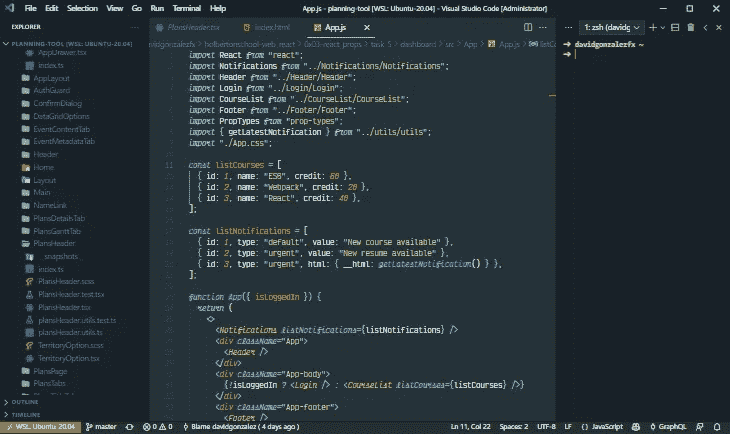 File Edit Selection View Go Run Terminal Help
App.js - planning-tool [WSL: Ubuntu-20.04] - Visual Studio Code [Administrator]
EXPLORER
PLANNING-TOOL [WSL: UBUNTU-20.04]
AppDrawer.tsx
index.ts
AppLayout
AuthGuard
ConfirmDialog
DataGridOptions
EventContentTab
EventMetadataTab
Header
Home
Layout
Main
NameLink
PlansDetailsTab
PlansGanttTab
PlansHeader
__snapshots__
index.ts
PlansHeader.scss
PlansHeader.test.tsx
PlansHeader.tsx
plansHeader.utils.test.ts
plansHeader.utils.ts
TerritoryOption.scss
TerritoryOption.tsx
PlansPage
PlansTabs
OUTLINE
TIMELINE
PlansHeader.tsx
index.html
App.js
holbertonschool-web_react > 0x03-react_props > task_5 > dashboard > src > App > App.js >
import React from "react";
import Notifications from "../Notifications/Notifications";
import Header from "../Header/Header";
import Login from "../Login/Login";
import CourseList from "../CourseList/CourseList";
import Footer from "../Footer/Footer";
import PropTypes from "prop-types";
import { getLatestNotification } from "../utils/utils";
import "./App.css";
11
const listCourses = [
{ id: 1, name: "ES6", credit: 60 },
{ id: 2, name: "Webpack", credit: 20 },
{ id: 3, name: "React", credit: 40 },
];
const listNotifications = [
{ id: 1, type: "default", value: "New course available" },
{ id: 2, type: "urgent", value: "New resume available" },
{ id: 3, type: "urgent", html: { __html: getLatestNotification() } },
];
function App({ isLoggedIn }) {
return (
<>
<Notifications listNotifications={listNotifications} />
<div className="App">
<Header />
</div>
<div className="App-body">
{!isLoggedIn ? <Login /> : <CourseList listCourses={listCourses} />}
</div>
<div className="App-footer">
<Footer />
1: zsh (davidg
davidgonzalezfx ~
WSL: Ubuntu 20.04
master
0 0
Blame davidgonzalez ( 4 days ago )
Ln 11, Col 22
Spaces: 2
UTF-8
LF
JavaScript
GraphQL